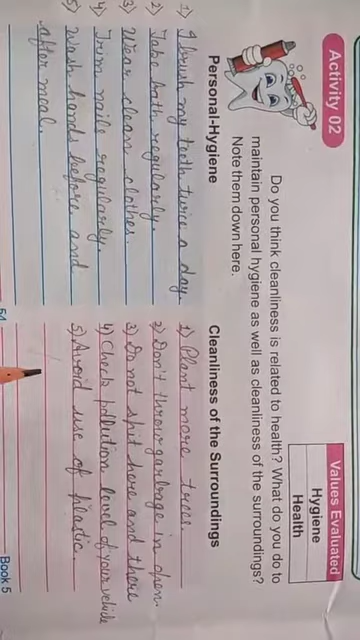 Activity 02
Values Evaluated
Hygiene
Health
Do you think cleanliness is related to health? What do you do to
maintain personal hygiene as well as cleanliness of the surroundings?
Note them down here.
Personal-Hygiene
1) I brush my teeth twice a day.
2) Take bath regularly
3) Wear clean clothes.
4) Trim nails regularly.
5) Wash hands before and
after meal.
Cleanliness of the Surroundings
1) Plant more trees.
2) Don't throw garbage in open.
3) Do not spit here and there
4) Check pollution level of your vehicle
5) Avoid use of plastic.
54
Book 5